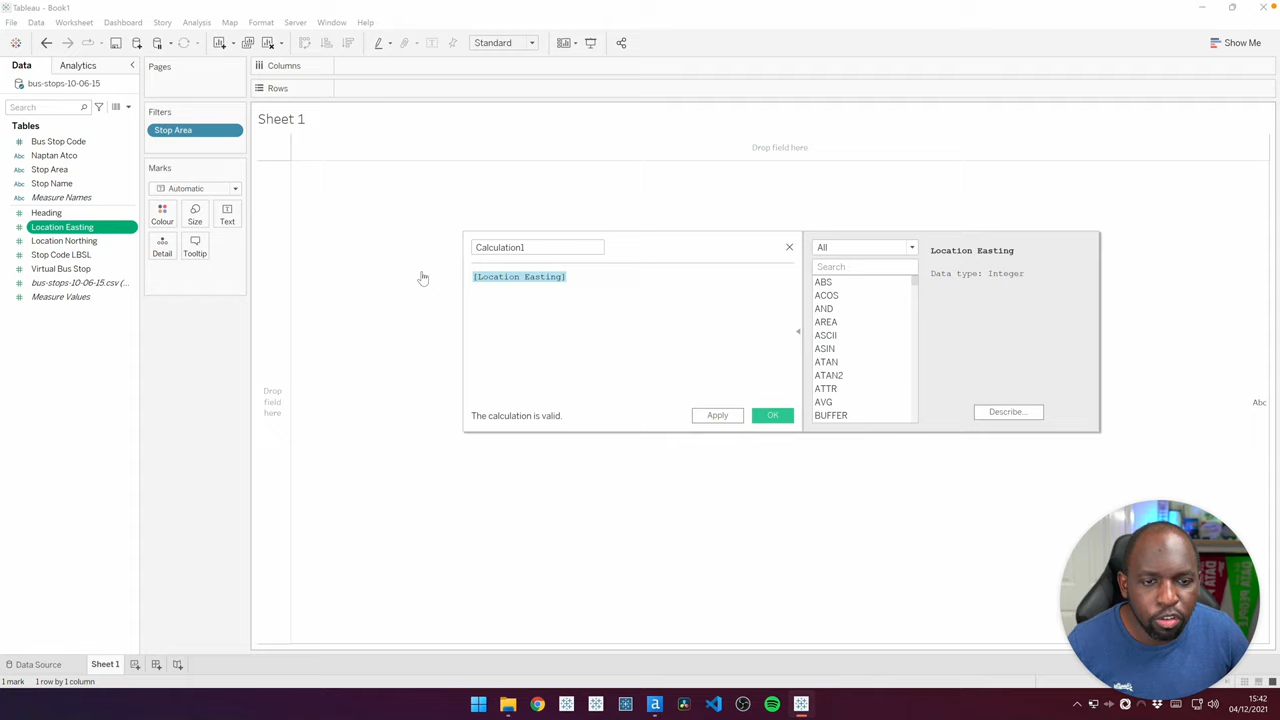 Tableau - Book1
File Data Worksheet Dashboard Story Analysis Map Format Server Window Help
Standard
Show Me
Data Analytics
bus-stops-10-06-15
Search
Tables
Bus Stop Code
Abc Naptan Atco
Abc Stop Area
Abc Stop Name
Abc Measure Names
Heading
Location Easting
Location Northing
Stop Code LBSL
Virtual Bus Stop
bus-stops-10-06-15.csv (...
Measure Values
Pages
Filters
Stop Area
Marks
Automatic
Colour Size Text
Detail Tooltip
Columns
Rows
Sheet 1
Drop field here
Drop
field
here
Abc
Calculation1
[Location Easting]
The calculation is valid.
Apply OK
All
Search
ABS
ACOS
AND
AREA
ASCII
ASIN
ATAN
ATAN2
ATTR
AVG
BUFFER
Location Easting
Data type: Integer
Describe...
Data Source Sheet 1
1 mark 1 row by 1 column
15:42
04/12/2021